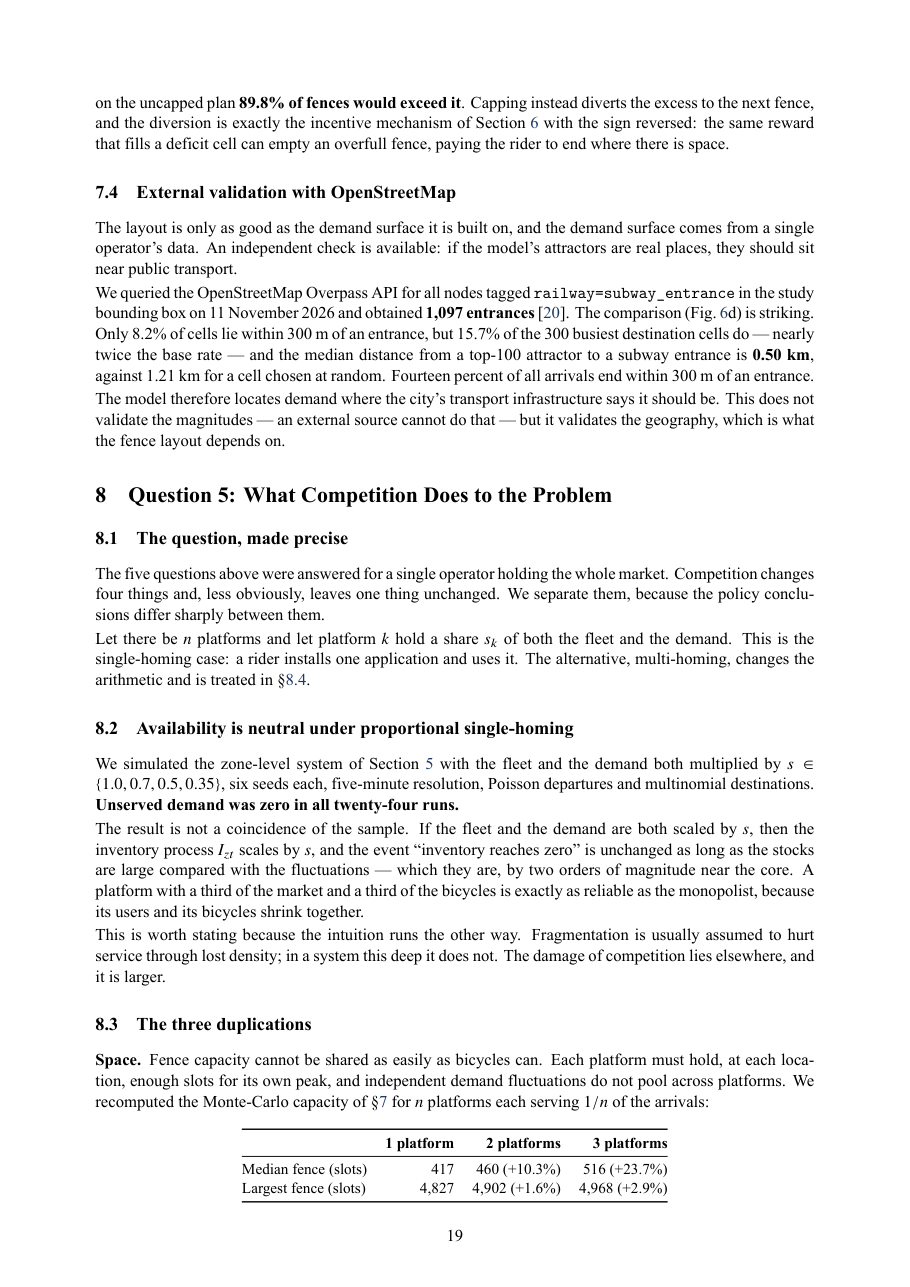 on the uncapped plan 89.8% of fences would exceed it. Capping instead diverts the excess to the next fence,
and the diversion is exactly the incentive mechanism of Section 6 with the sign reversed: the same reward
that fills a deficit cell can empty an overfull fence, paying the rider to end where there is space.
7.4 External validation with OpenStreetMap
The layout is only as good as the demand surface it is built on, and the demand surface comes from a single
operator's data. An independent check is available: if the model's attractors are real places, they should sit
near public transport.
We queried the OpenStreetMap Overpass API for all nodes tagged railway=subway_entrance in the study
bounding box on 11 November 2026 and obtained 1,097 entrances [20]. The comparison (Fig. 6d) is striking.
Only 8.2% of cells lie within 300 m of an entrance, but 15.7% of the 300 busiest destination cells do — nearly
twice the base rate — and the median distance from a top-100 attractor to a subway entrance is 0.50 km,
against 1.21 km for a cell chosen at random. Fourteen percent of all arrivals end within 300 m of an entrance.
The model therefore locates demand where the city's transport infrastructure says it should be. This does not
validate the magnitudes — an external source cannot do that — but it validates the geography, which is what
the fence layout depends on.
8 Question 5: What Competition Does to the Problem
8.1 The question, made precise
The five questions above were answered for a single operator holding the whole market. Competition changes
four things and, less obviously, leaves one thing unchanged. We separate them, because the policy conclu-
sions differ sharply between them.
Let there be n platforms and let platform k hold a share s_k of both the fleet and the demand. This is the
single-homing case: a rider installs one application and uses it. The alternative, multi-homing, changes the
arithmetic and is treated in §8.4.
8.2 Availability is neutral under proportional single-homing
We simulated the zone-level system of Section 5 with the fleet and the demand both multiplied by s ∈
{1.0, 0.7, 0.5, 0.35}, six seeds each, five-minute resolution, Poisson departures and multinomial destinations.
Unserved demand was zero in all twenty-four runs.
The result is not a coincidence of the sample. If the fleet and the demand are both scaled by s, then the
inventory process I_zt scales by s, and the event “inventory reaches zero” is unchanged as long as the stocks
are large compared with the fluctuations — which they are, by two orders of magnitude near the core. A
platform with a third of the market and a third of the bicycles is exactly as reliable as the monopolist, because
its users and its bicycles shrink together.
This is worth stating because the intuition runs the other way. Fragmentation is usually assumed to hurt
service through lost density; in a system this deep it does not. The damage of competition lies elsewhere, and
it is larger.
8.3 The three duplications
Space. Fence capacity cannot be shared as easily as bicycles can. Each platform must hold, at each loca-
tion, enough slots for its own peak, and independent demand fluctuations do not pool across platforms. We
recomputed the Monte-Carlo capacity of §7 for n platforms each serving 1/n of the arrivals:
1 platform 2 platforms 3 platforms
Median fence (slots) 417 460 (+10.3%) 516 (+23.7%)
Largest fence (slots) 4,827 4,902 (+1.6%) 4,968 (+2.9%)
19